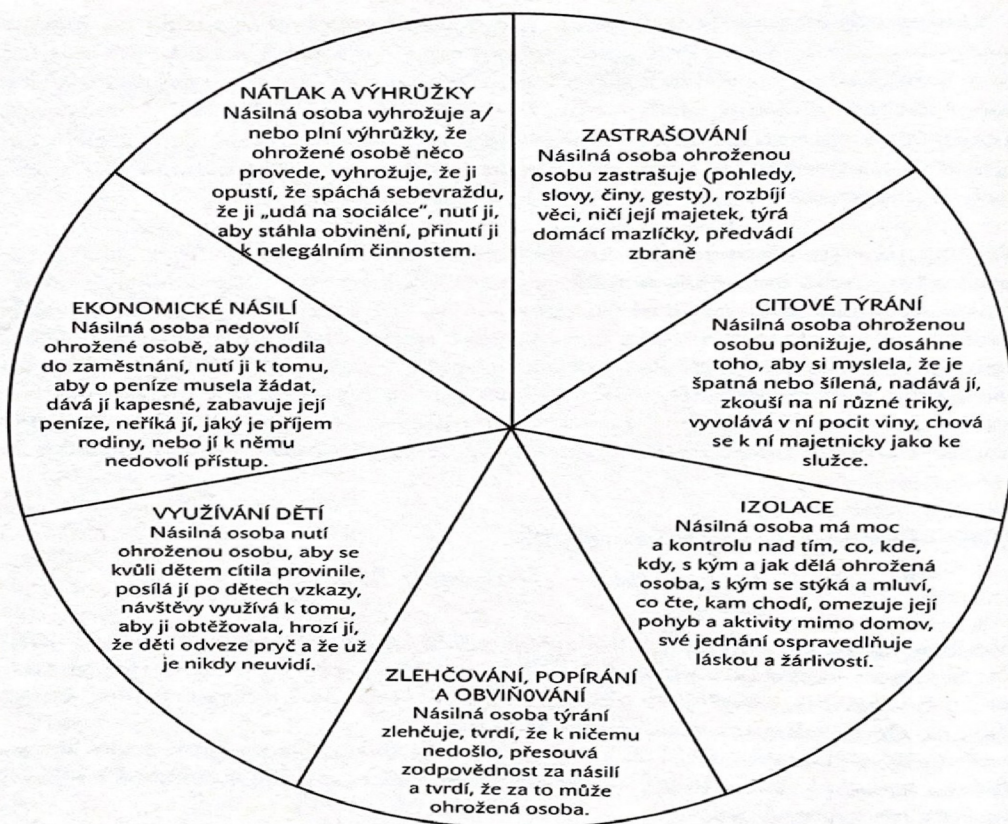 NÁTLAK A VÝHRŮŽKY
Násilná osoba vyhrožuje a/
nebo plní výhrůžky, že
ohrožené osobě něco
provede, vyhrožuje, že ji
opustí, že spáchá sebevraždu,
že ji „udá na sociálce“, nutí ji,
aby stáhla obvinění, přinutí ji
k nelegálním činnostem.
ZASTRAŠOVÁNÍ
Násilná osoba ohroženou
osobu zastrašuje (pohledy,
slovy, činy, gesty), rozbíjí
věci, ničí její majetek, týrá
domácí mazlíčky, předvádí
zbraně
CITOVÉ TÝRÁNÍ
Násilná osoba ohroženou
osobu ponižuje, dosáhne
toho, aby si myslela, že je
špatná nebo šílená, nadává jí,
zkouší na ní různé triky,
vyvolává v ní pocit viny, chová
se k ní majetnicky jako ke
služce.
IZOLACE
Násilná osoba má moc
a kontrolu nad tím, co, kde,
kdy, s kým a jak dělá ohrožená
osoba, s kým se stýká a mluví,
co čte, kam chodí, omezuje její
pohyb a aktivity mimo domov,
své jednání ospravedlňuje
láskou a žárlivostí.
ZLEHČOVÁNÍ, POPÍRÁNÍ
A OBVIŇ0VÁNÍ
Násilná osoba týrání
zlehčuje, tvrdí, že k ničemu
nedošlo, přesouvá
zodpovědnost za násilí
a tvrdí, že za to může
ohrožená osoba.
VYUŽÍVÁNÍ DĚTÍ
Násilná osoba nutí
ohroženou osobu, aby se
kvůli dětem cítila provinile,
posílá jí po dětech vzkazy,
návštěvy využívá k tomu,
aby ji obtěžovala, hrozí jí,
že děti odveze pryč a že už
je nikdy neuvidí.
EKONOMICKÉ NÁSILÍ
Násilná osoba nedovolí
ohrožené osobě, aby chodila
do zaměstnání, nutí ji k tomu,
aby o peníze musela žádat,
dává jí kapesné, zabavuje její
peníze, neříká jí, jaký je příjem
rodiny, nebo jí k němu
nedovolí přístup.